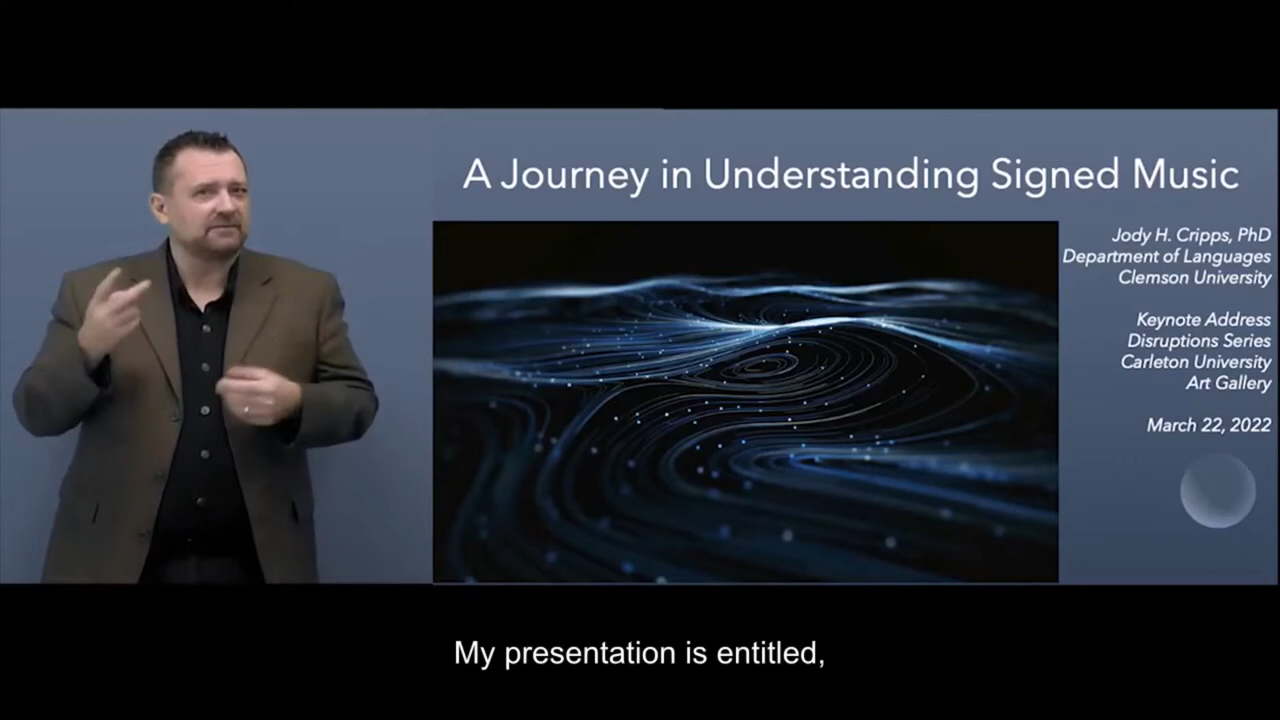 A Journey in Understanding Signed Music
Jody H. Cripps, PhD
Department of Languages
Clemson University
Keynote Address
Disruptions Series
Carleton University
Art Gallery
March 22, 2022
My presentation is entitled,